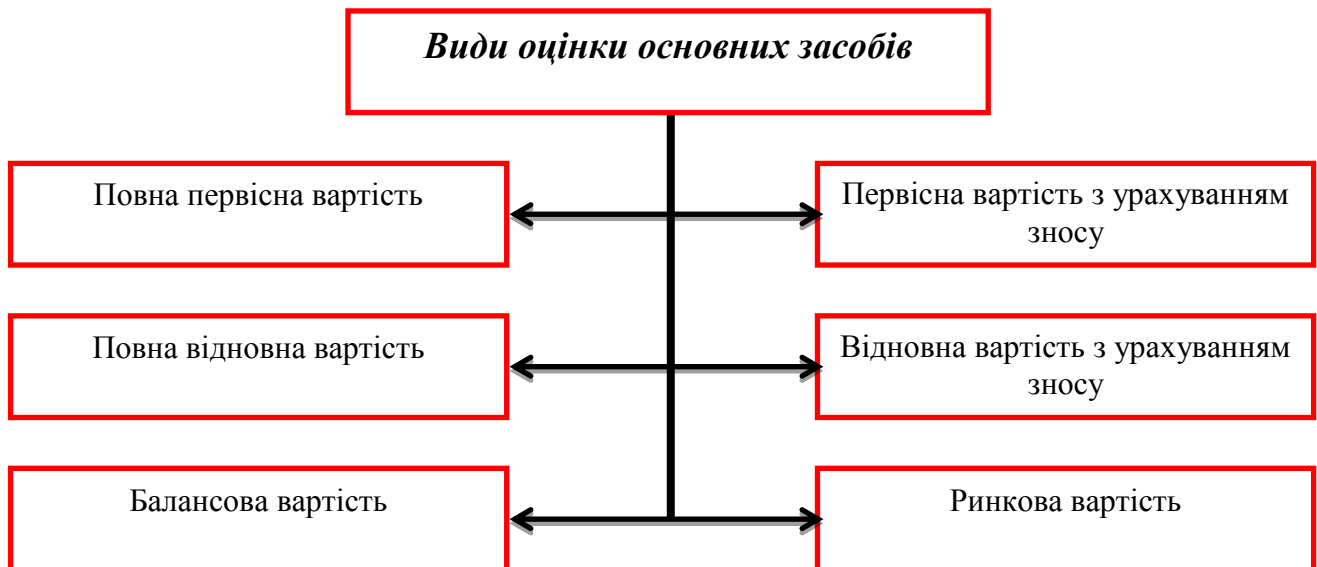 Види оцінки основних засобів
Повна первісна вартість
Первісна вартість з урахуванням
зносу
Повна відновна вартість
Відновна вартість з урахуванням
зносу
Балансова вартість
Ринкова вартість